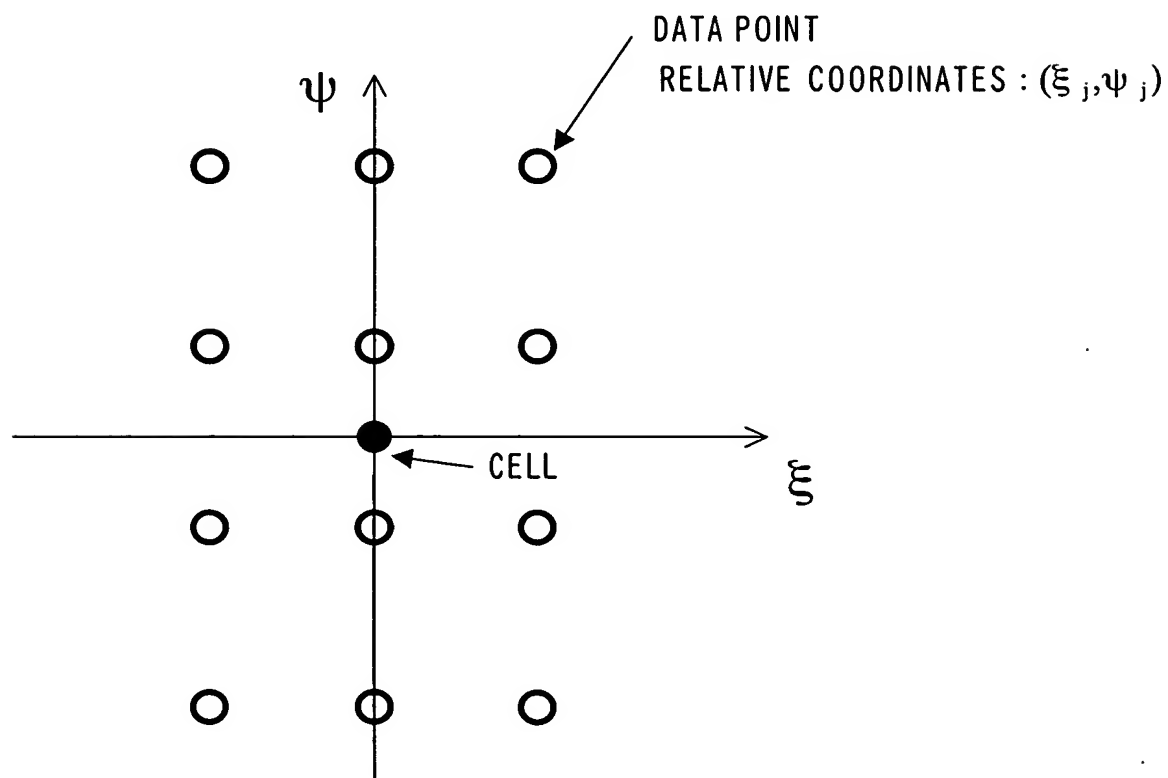 DATA POINT
RELATIVE COORDINATES : (ξ j,ψ j)
ψ
CELL
ξ